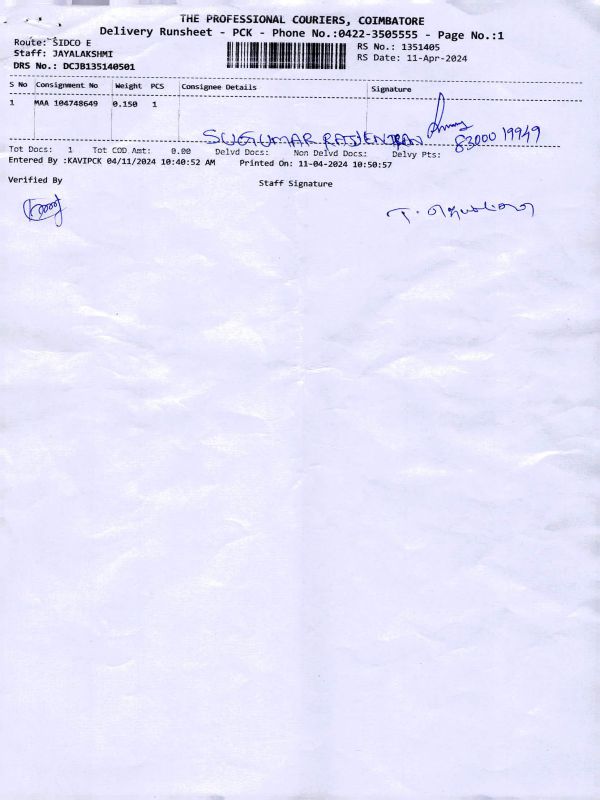 THE PROFESSIONAL COURIERS, COIMBATORE
Delivery Runsheet - PCK - Phone No.:0422-3505555 - Page No.:1
Route: SIDCO E
RS No.: 1351405
Staff: JAYALAKSHMI
RS Date: 11-Apr-2024
DRS No.: DCJB135140501
S No Consignment No Weight PCS Consignee Details Signature
1 MAA 104748649 0.150 1
SUGUMAR RAJENDRAN 83000 19949
Tot Docs: 1 Tot COD Amt: 0.00 Delvd Docs: Non Delvd Docs: Delvy Pts:
Entered By :KAVIPCK 04/11/2024 10:40:52 AM Printed On: 11-04-2024 10:50:57
Verified By
Staff Signature